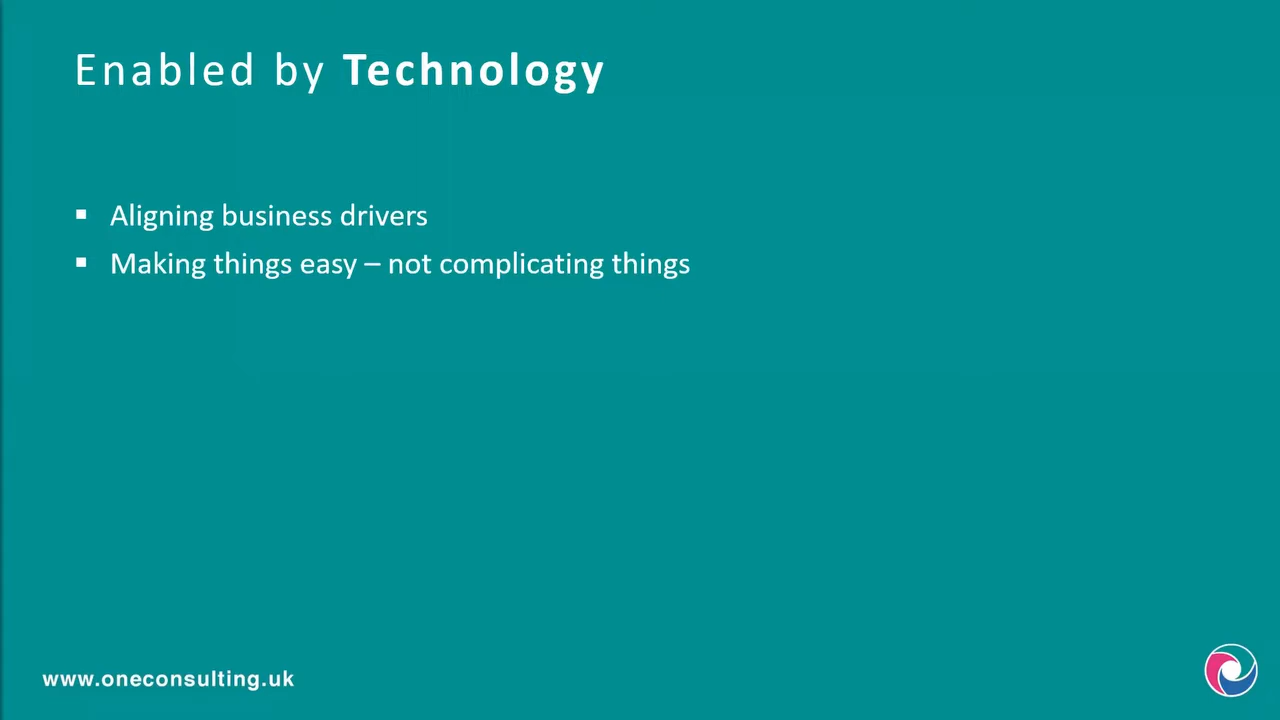 Enabled by Technology
▪ Aligning business drivers
▪ Making things easy – not complicating things
www.oneconsulting.uk